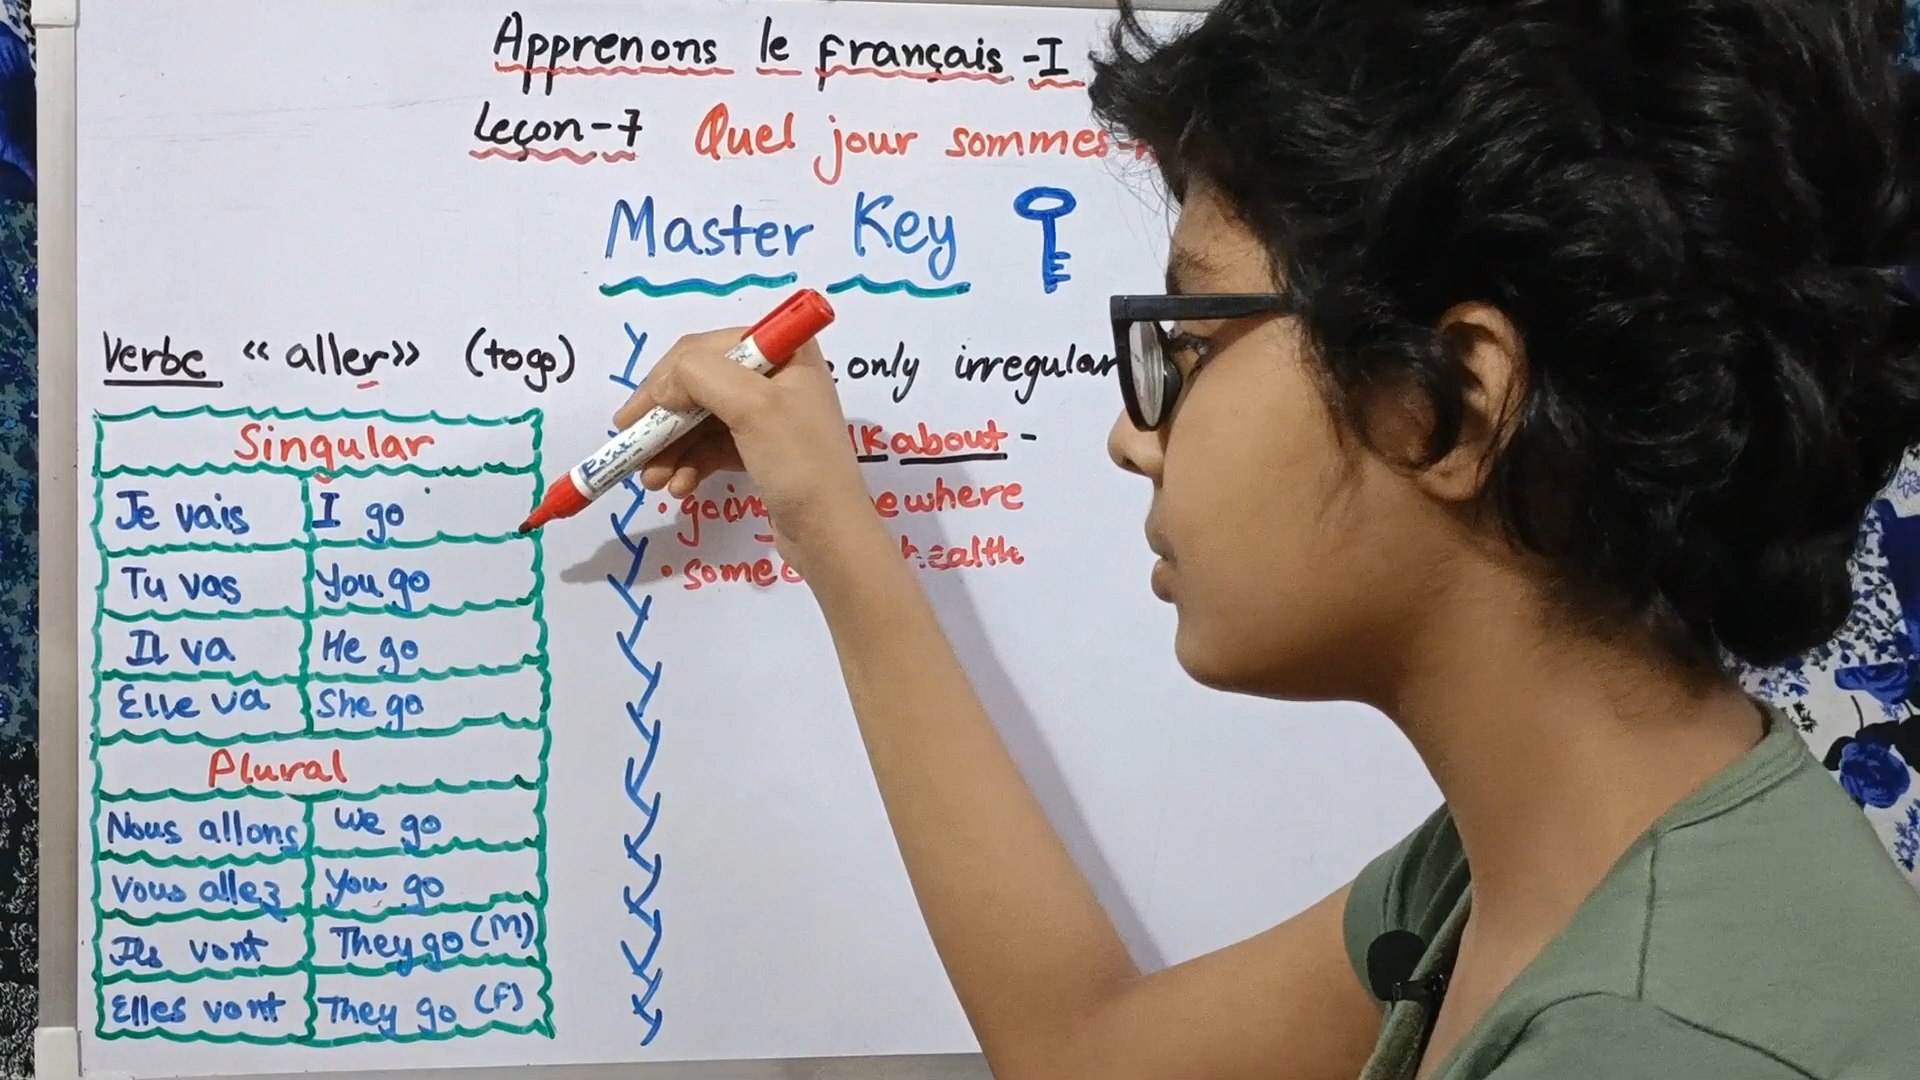 Apprenons le français -I
Leçon-7 Quel jour sommes-
Master Key
Verbe « aller» (to go)
only irregular
about -
• going
• health
Singular
Je vais I go
Tu vas You go
Il va He go
Elle va She go
Plural
Nous allons We go
Vous allez You go
Ils vont They go (M)
Elles vont They go (F)